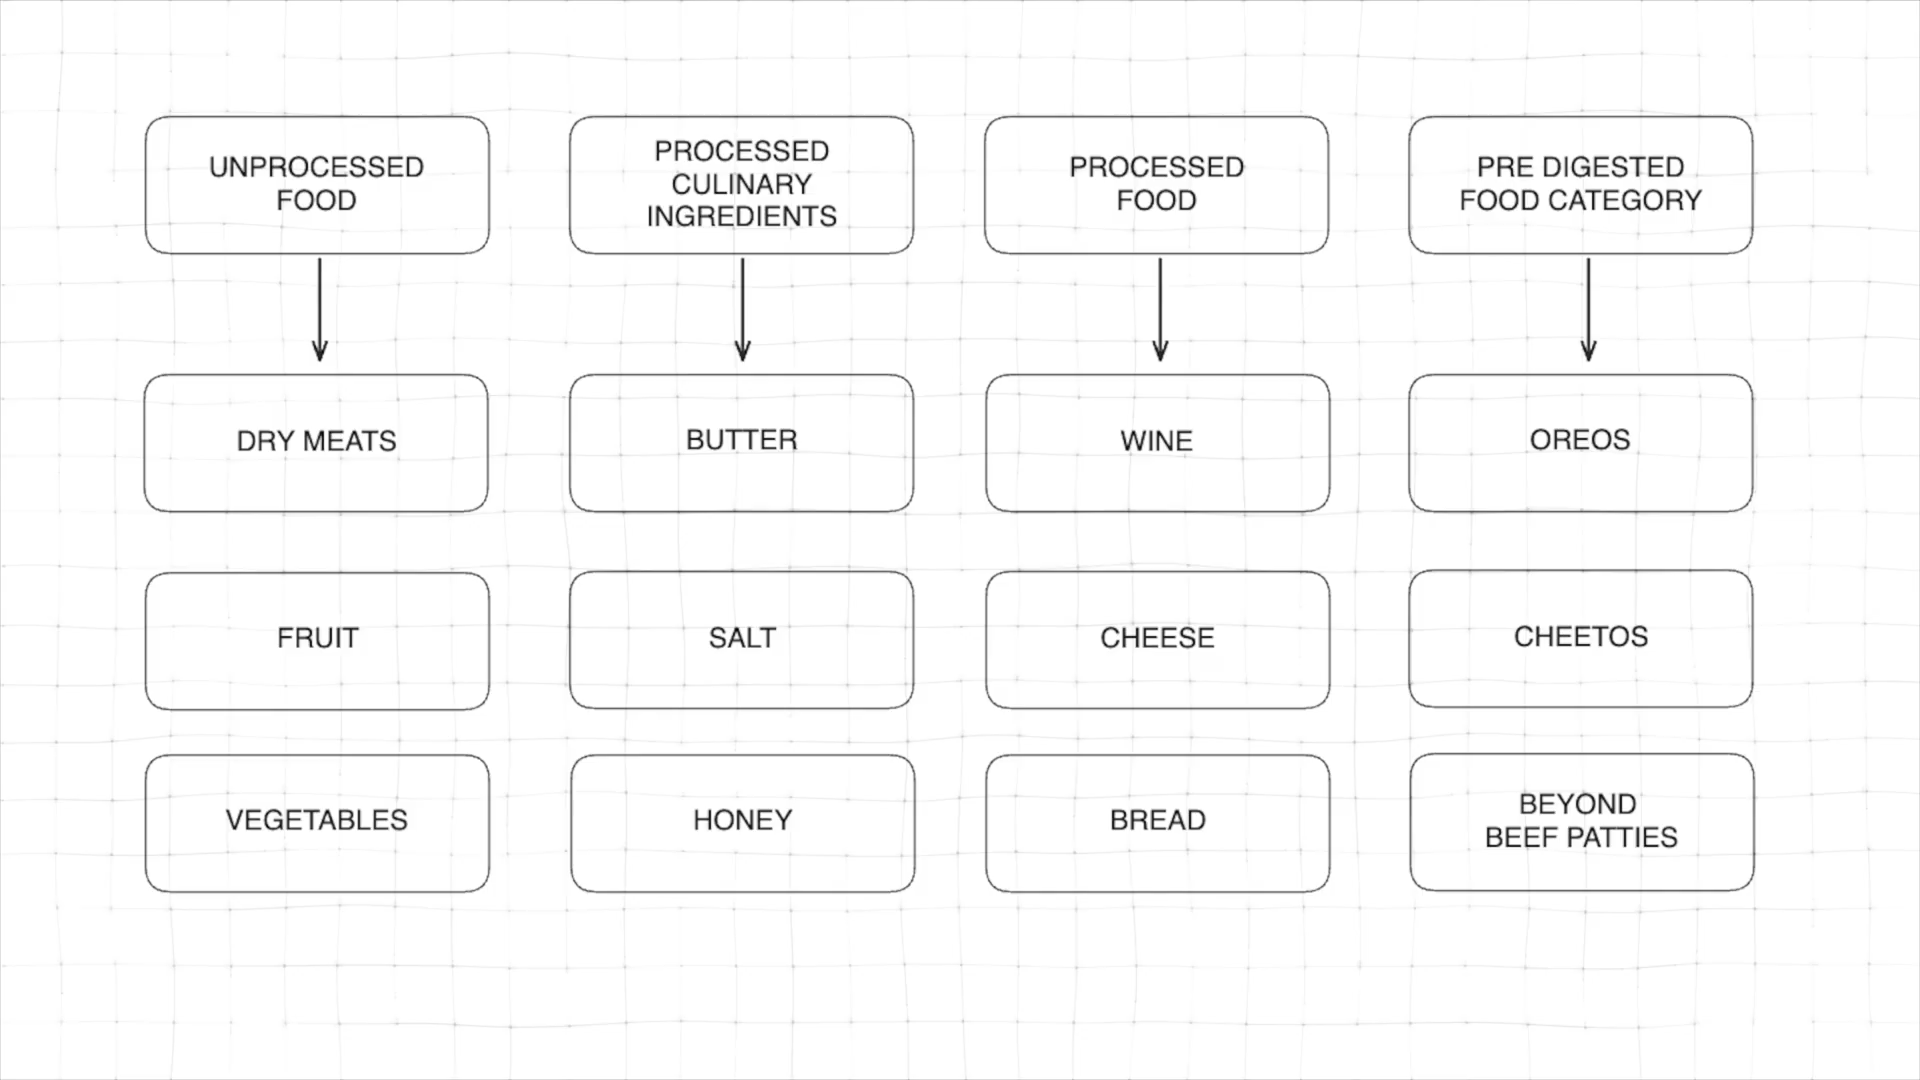 UNPROCESSED
FOOD
PROCESSED
CULINARY
INGREDIENTS
PROCESSED
FOOD
PRE DIGESTED
FOOD CATEGORY
DRY MEATS
BUTTER
WINE
OREOS
FRUIT
SALT
CHEESE
CHEETOS
VEGETABLES
HONEY
BREAD
BEYOND
BEEF PATTIES